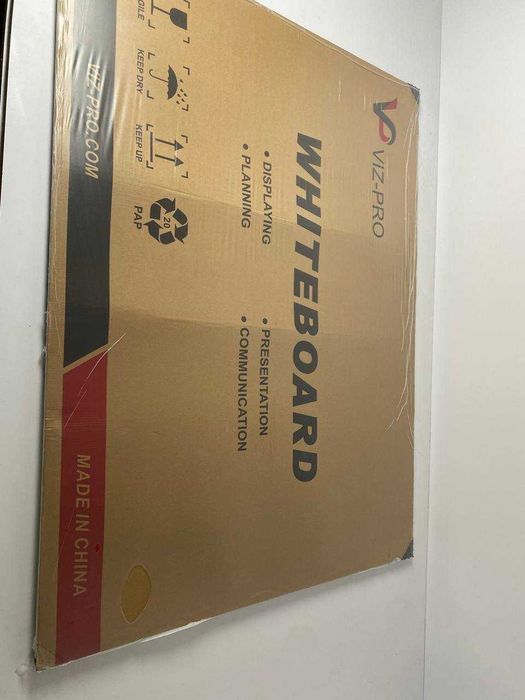 VIZ-PRO
WHITEBOARD
• DISPLAYING
• PRESENTATION
• PLANNING
• COMMUNICATION
FRAGILE
KEEP DRY
KEEP UP
20
PAP
VIZ-PRO.COM
MADE IN CHINA